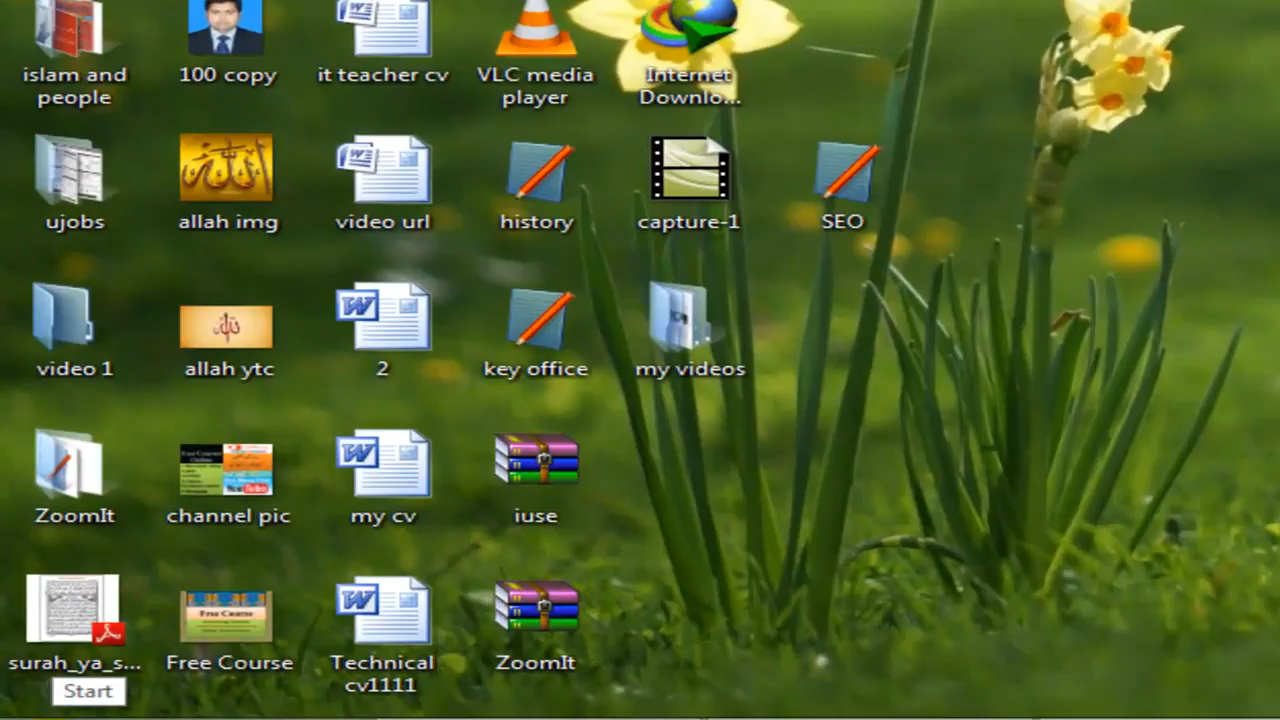 islam and
people
100 copy
it teacher cv
VLC media
player
Internet
Downlo...
ujobs
allah img
video url
history
capture-1
SEO
video 1
allah ytc
2
key office
my videos
ZoomIt
channel pic
my cv
iuse
surah_ya_s...
Free Course
Free Course
Technical
cv1111
ZoomIt
Start